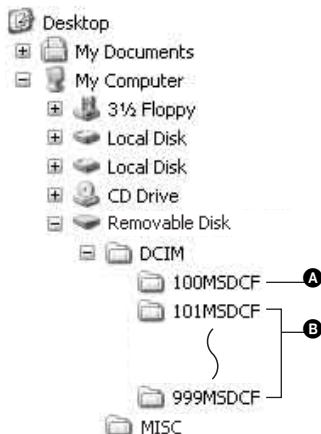 Desktop
My Documents
My Computer
3½ Floppy
Local Disk
Local Disk
CD Drive
Removable Disk
DCIM
100MSDCF A
101MSDCF
B
999MSDCF
MISC